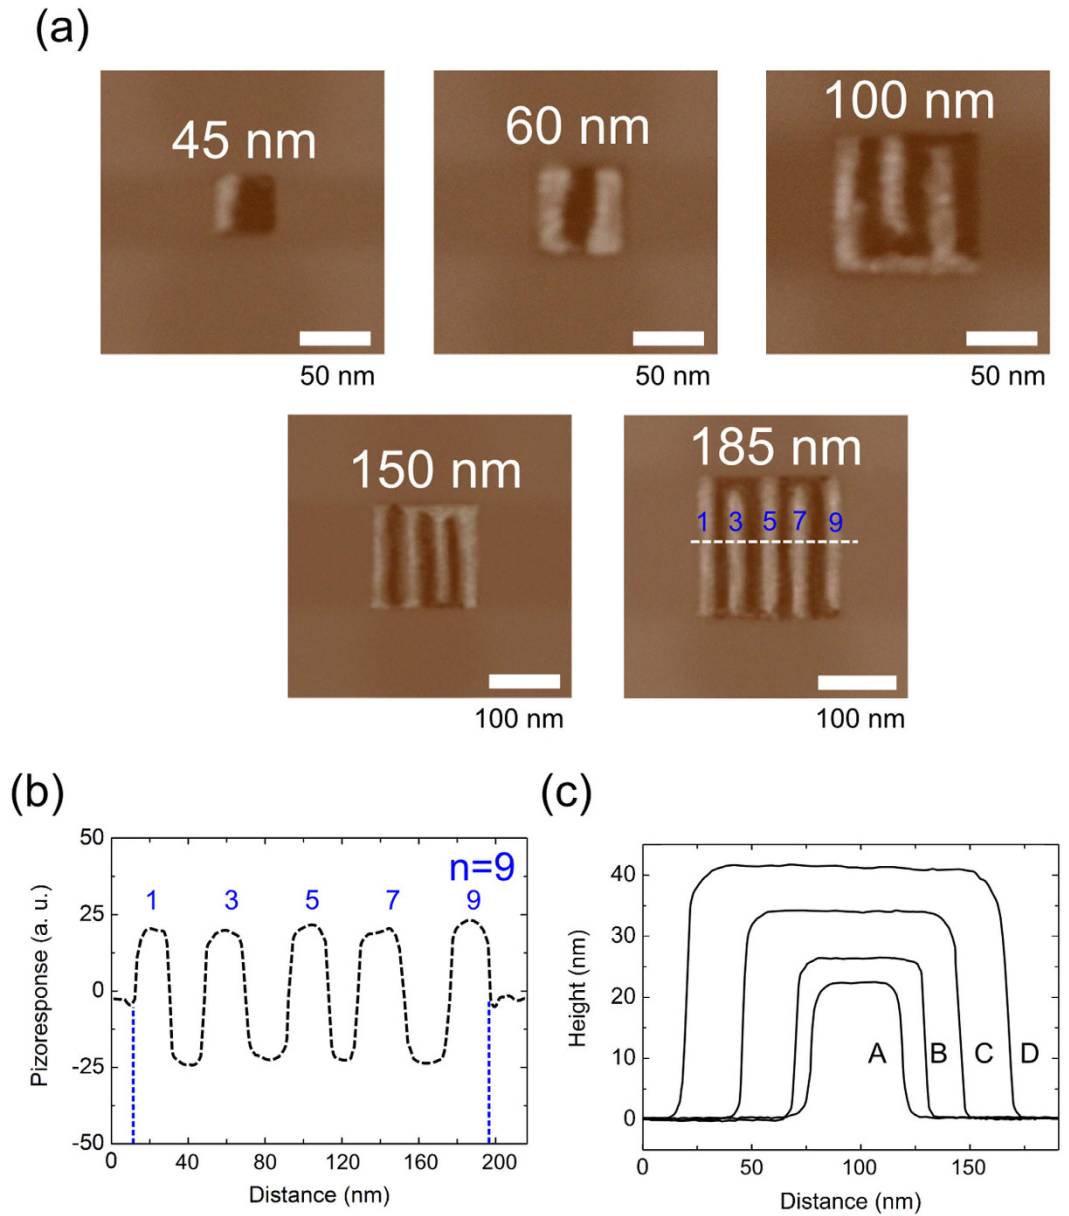 (a)
45 nm
60 nm
100 nm
50 nm
50 nm
50 nm
150 nm
185 nm
1 3 5 7 9
100 nm
100 nm
(b)
50
25
0
-25
-50
Pizoresponse (a. u.)
n=9
1 3 5 7 9
0 40 80 120 160 200
Distance (nm)
(c)
40
30
20
10
0
Height (nm)
A B C D
0 50 100 150
Distance (nm)